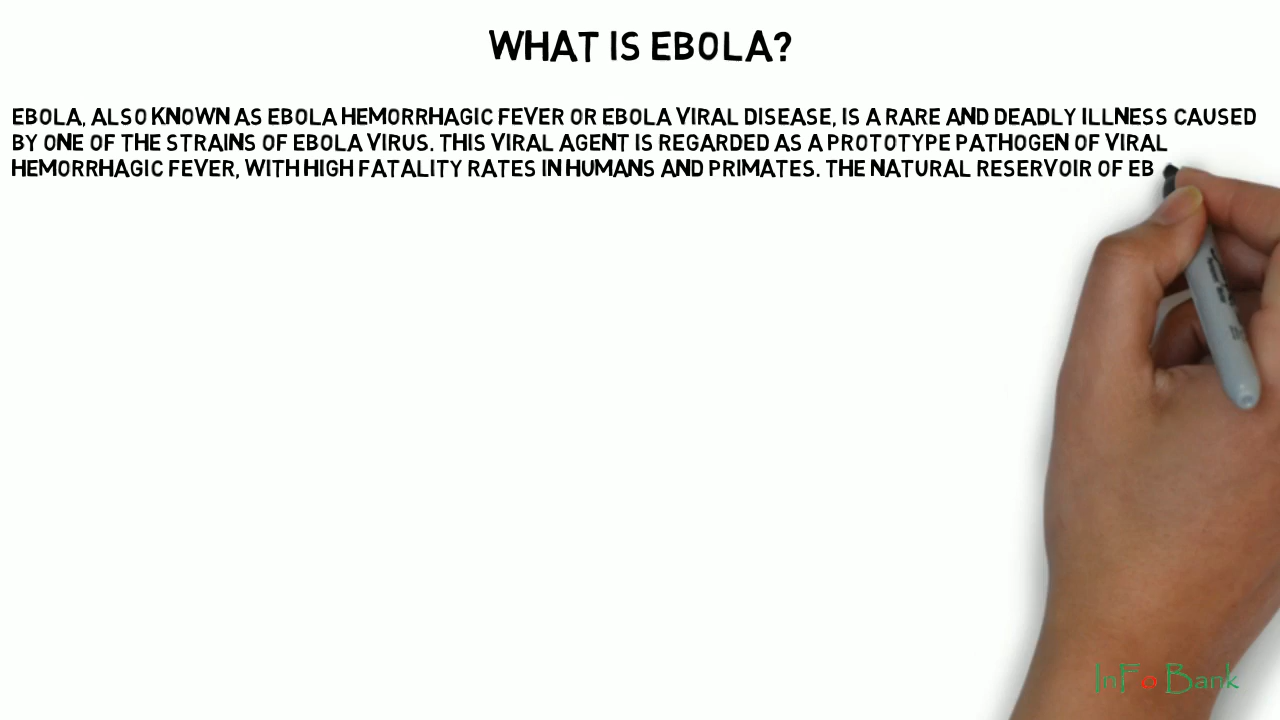 WHAT IS EBOLA?
EBOLA, ALSO KNOWN AS EBOLA HEMORRHAGIC FEVER OR EBOLA VIRAL DISEASE, IS A RARE AND DEADLY ILLNESS CAUSED
BY ONE OF THE STRAINS OF EBOLA VIRUS. THIS VIRAL AGENT IS REGARDED AS A PROTOTYPE PATHOGEN OF VIRAL
HEMORRHAGIC FEVER, WITH HIGH FATALITY RATES IN HUMANS AND PRIMATES. THE NATURAL RESERVOIR OF EB
InFo Bank